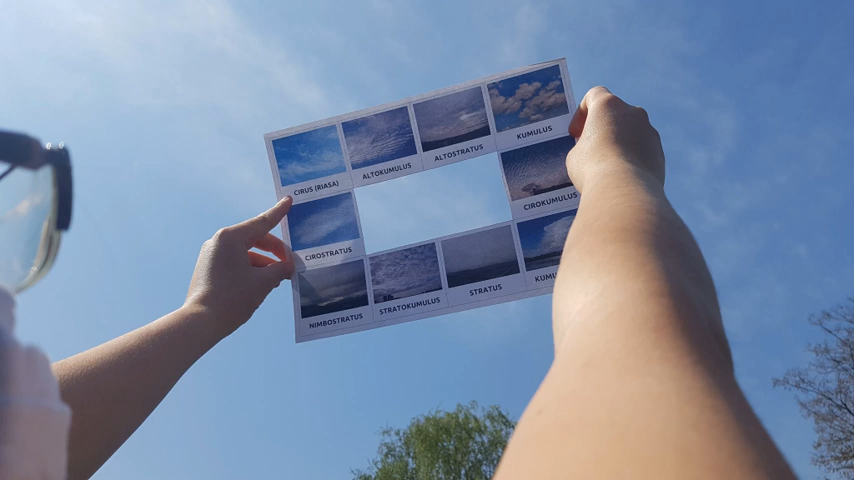 CIRUS (RIASA)
ALTOKUMULUS
ALTOSTRATUS
KUMULUS
CIROSTRATUS
CIROKUMULUS
NIMBOSTRATUS
STRATOKUMULUS
STRATUS